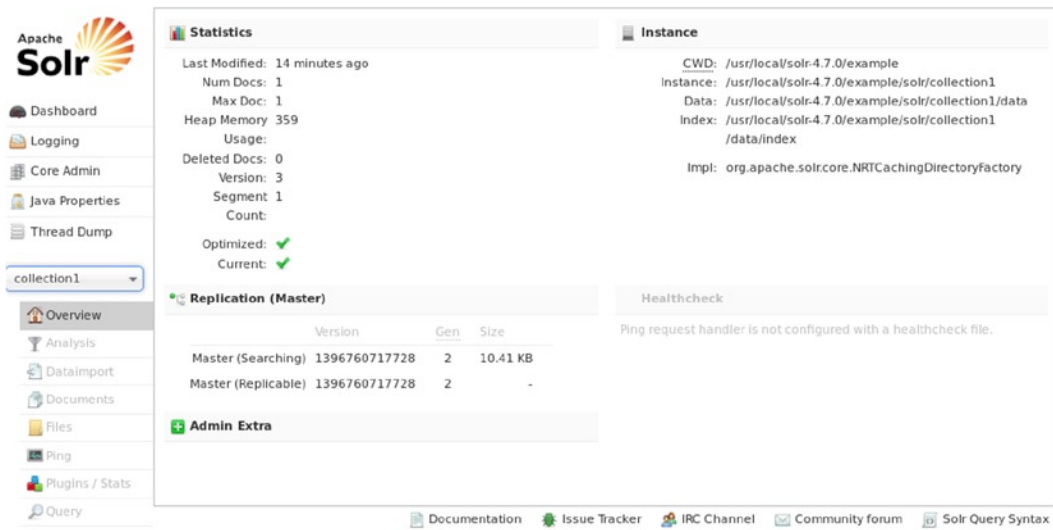 Apache
Solr
Dashboard
Logging
Core Admin
Java Properties
Thread Dump
collection1
Overview
Analysis
Dataimport
Documents
Files
Ping
Plugins / Stats
Query
Statistics
Last Modified: 14 minutes ago
Num Docs: 1
Max Doc: 1
Heap Memory 359
Usage:
Deleted Docs: 0
Version: 3
Segment 1
Count:
Optimized:
Current:
Instance
CWD: /usr/local/solr-4.7.0/example
Instance: /usr/local/solr-4.7.0/example/solr/collection1
Data: /usr/local/solr-4.7.0/example/solr/collection1/data
Index: /usr/local/solr-4.7.0/example/solr/collection1
/data/index
Impl: org.apache.solr.core.NRTCachingDirectoryFactory
Replication (Master)
Version Gen Size
Master (Searching) 1396760717728 2 10.41 KB
Master (Replicable) 1396760717728 2 -
Healthcheck
Ping request handler is not configured with a healthcheck file.
Admin Extra
Documentation Issue Tracker IRC Channel Community forum Solr Query Syntax